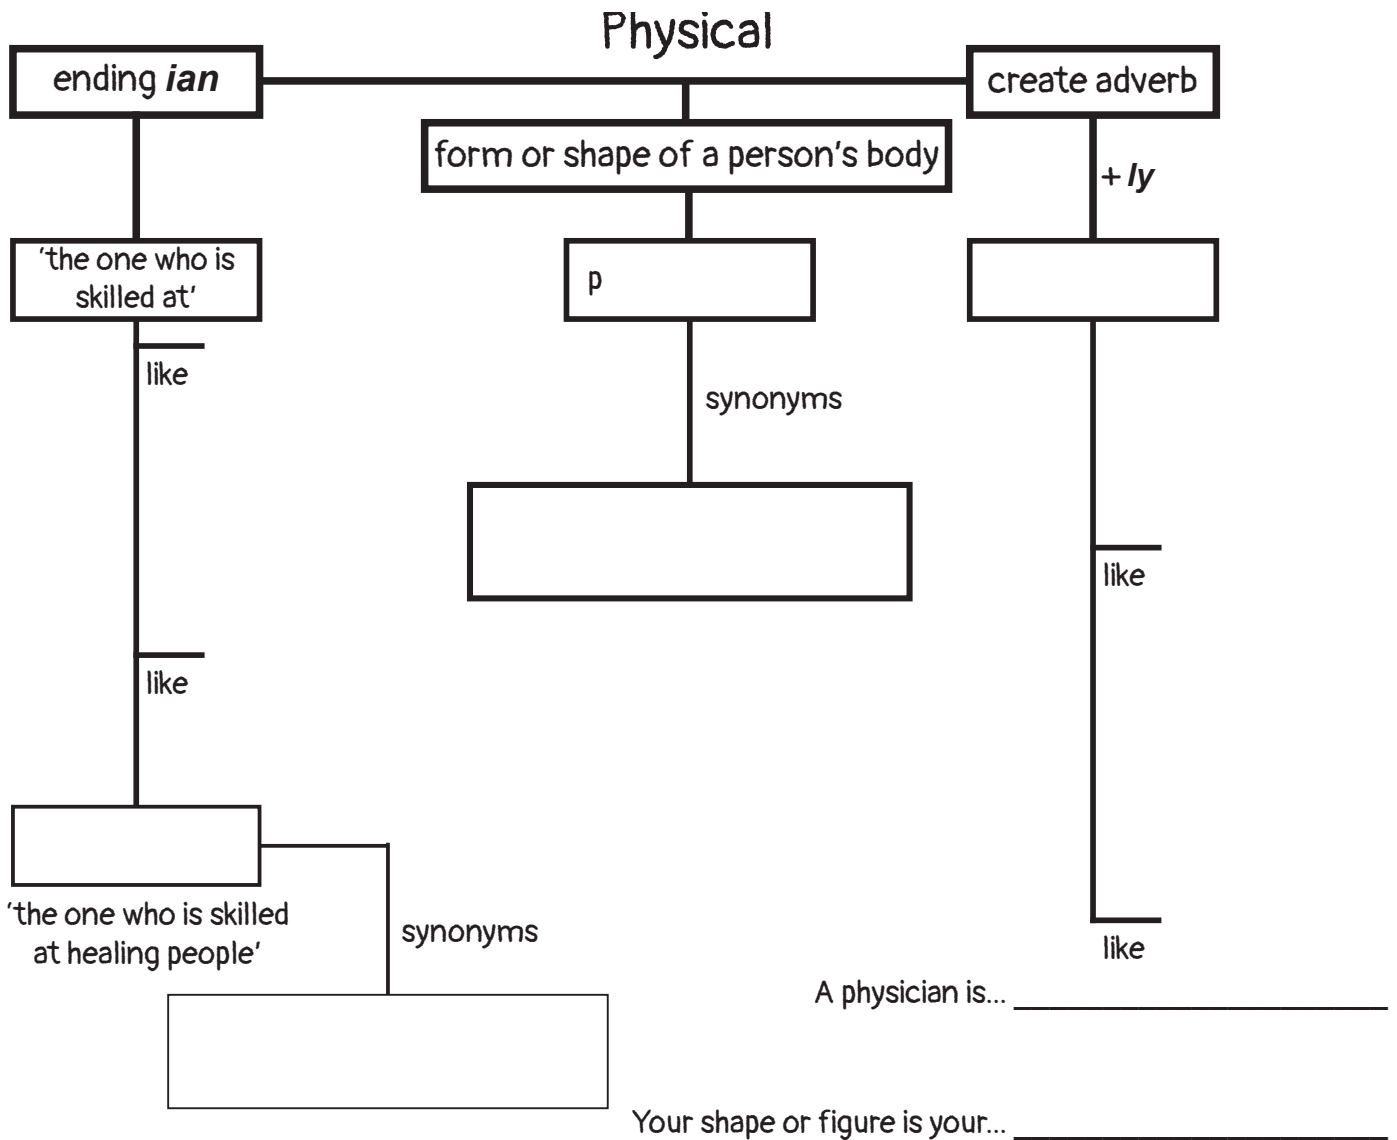 Physical
ending ian
create adverb
form or shape of a person's body
+ ly
'the one who is
skilled at'
p
like
synonyms
like
like
'the one who is skilled
at healing people'
synonyms
like
A physician is... 
Your shape or figure is your...